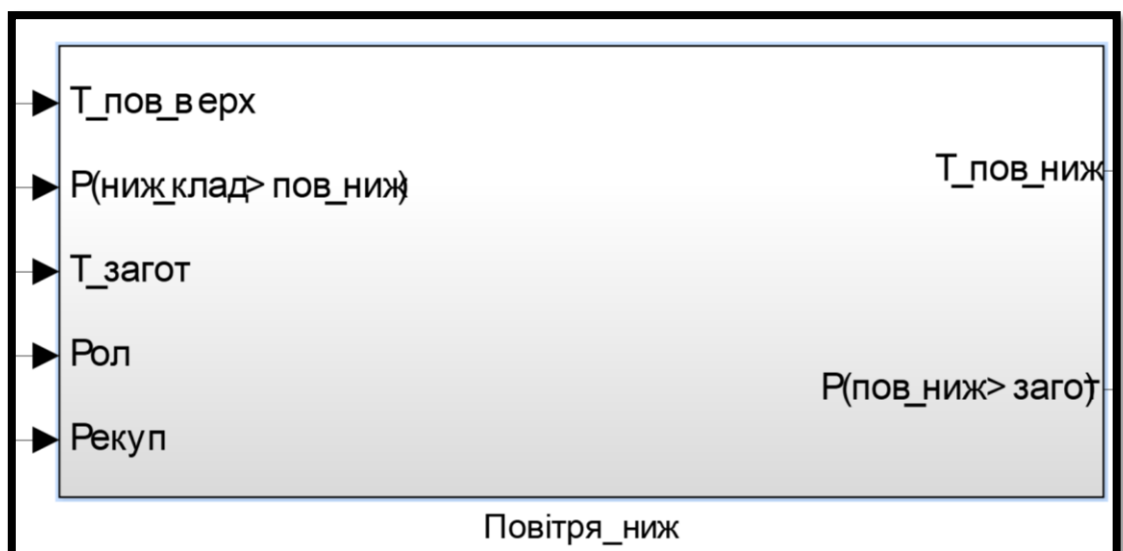 Т_пов_верх
Р(ниж_клад> пов_ниж)
Т_загот
Рол
Рекуп
Т_пов_ниж
Р(пов_ниж> загот)
Повітря_ниж